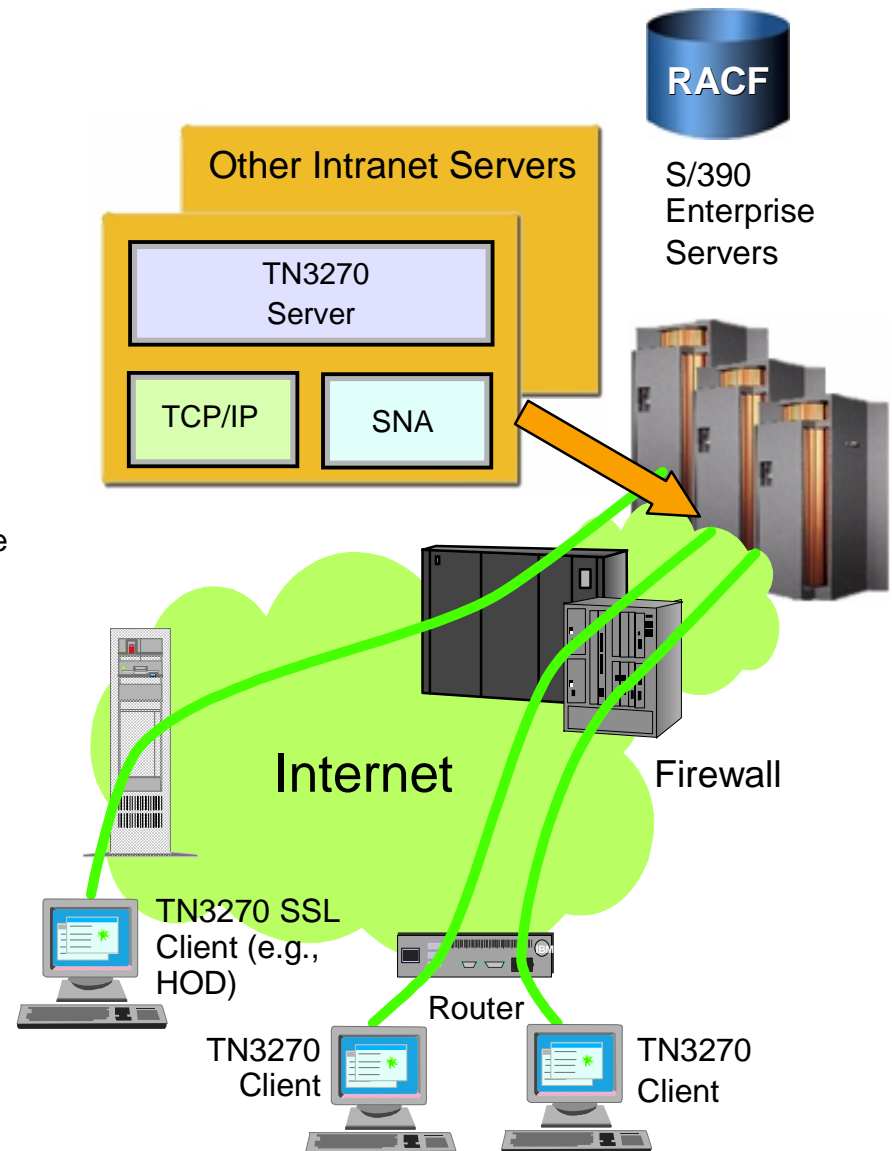 RACF
Other Intranet Servers
S/390
Enterprise
Servers
TN3270
Server
TCP/IP
SNA
e
Internet
Firewall
TN3270 SSL
Client (e.g.,
HOD)
IBM
Router
TN3270
Client
TN3270
Client